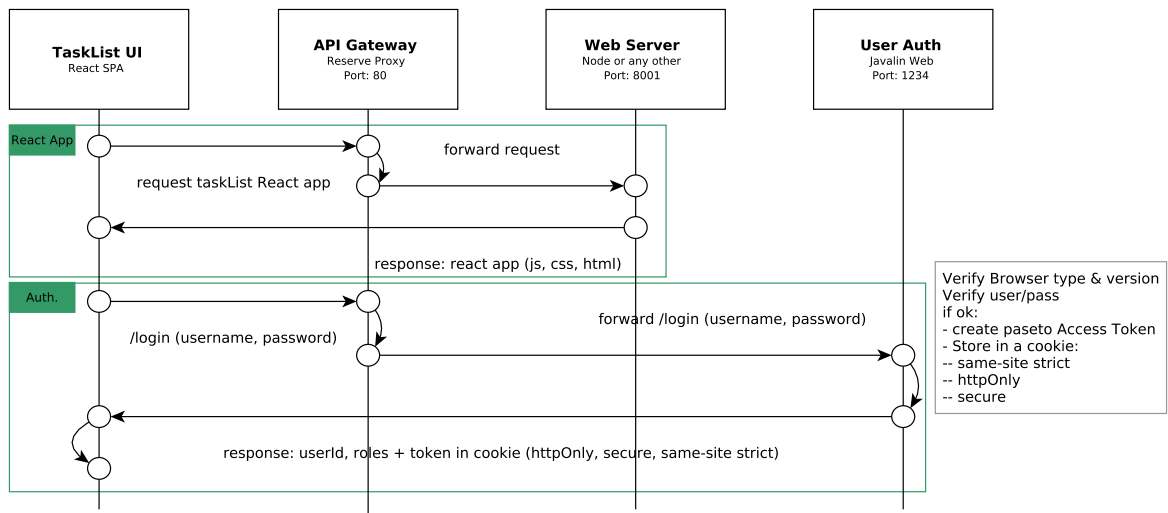 TaskList UI
React SPA
API Gateway
Reserve Proxy
Port: 80
Web Server
Node or any other
Port: 8001
User Auth
Javalin Web
Port: 1234
React App
forward request
request taskList React app
response: react app (js, css, html)
Auth.
forward /login (username, password)
/login (username, password)
response: userId, roles + token in cookie (httpOnly, secure, same-site strict)
Verify Browser type & version
Verify user/pass
if ok:
- create paseto Access Token
- Store in a cookie:
-- same-site strict
-- httpOnly
-- secure